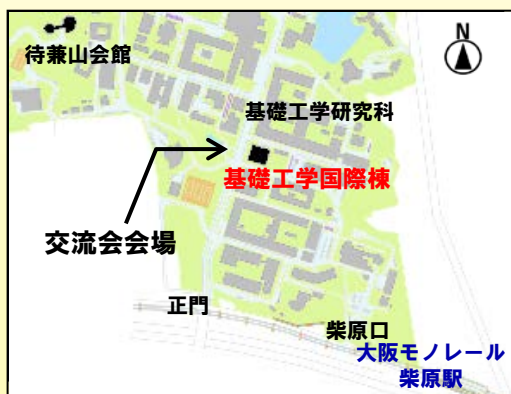 N
待兼山会館
基礎工学研究科
基礎工学国際棟
交流会会場
正門
柴原口
大阪モノレール
柴原駅